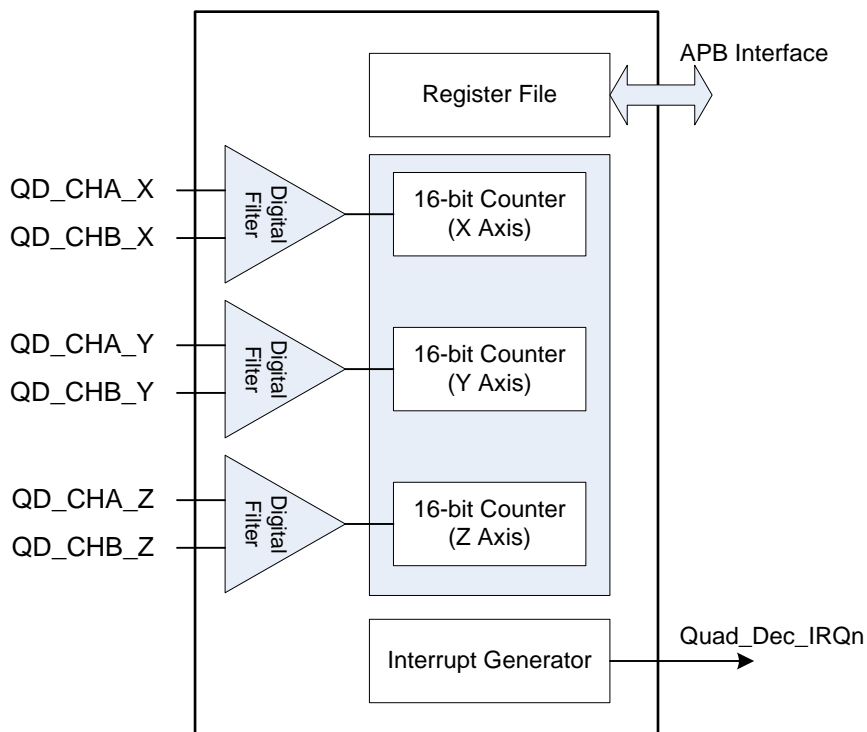 APB Interface
Register File
QD_CHA_X
QD_CHB_X
Digital
Filter
16-bit Counter
(X Axis)
QD_CHA_Y
QD_CHB_Y
Digital
Filter
16-bit Counter
(Y Axis)
QD_CHA_Z
QD_CHB_Z
Digital
Filter
16-bit Counter
(Z Axis)
Interrupt Generator
Quad_Dec_IRQn